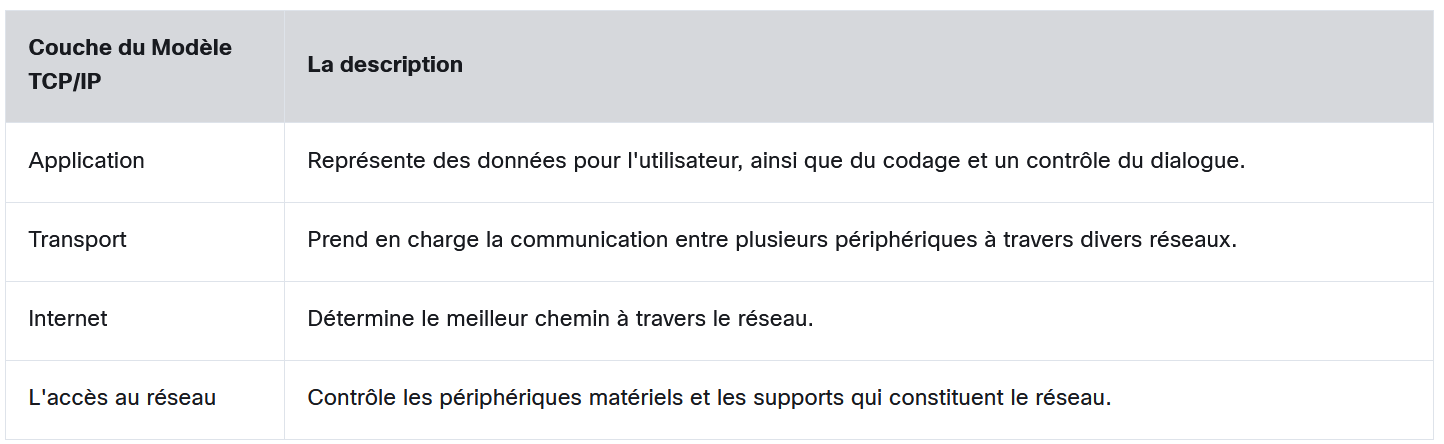 Couche du Modèle
TCP/IP
La description
Application
Représente des données pour l'utilisateur, ainsi que du codage et un contrôle du dialogue.
Transport
Prend en charge la communication entre plusieurs périphériques à travers divers réseaux.
Internet
Détermine le meilleur chemin à travers le réseau.
L'accès au réseau
Contrôle les périphériques matériels et les supports qui constituent le réseau.